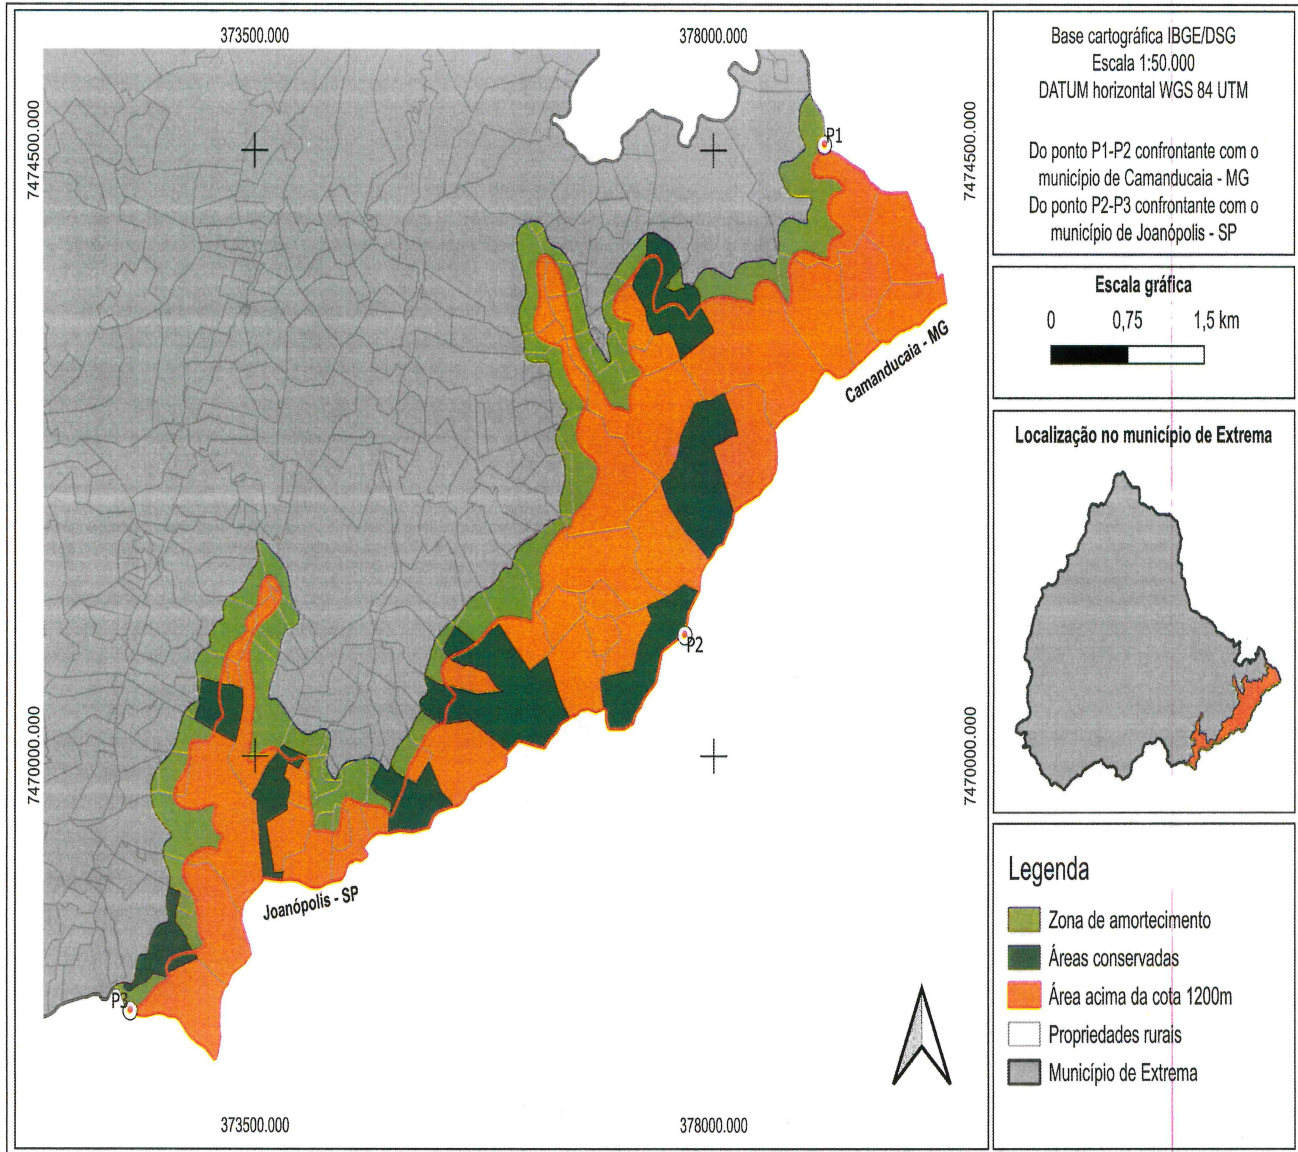 373500.000
378000.000
7474500.000
7474500.000
P1
Camanducaia - MG
P2
7470000.000
7470000.000
Joanópolis - SP
P3
373500.000
378000.000
Base cartográfica IBGE/DSG
Escala 1:50.000
DATUM horizontal WGS 84 UTM
Do ponto P1-P2 confrontante com o
município de Camanducaia - MG
Do ponto P2-P3 confrontante com o
município de Joanópolis - SP
Escala gráfica
0 0,75 1,5 km
Localização no município de Extrema
Legenda
Zona de amortecimento
Áreas conservadas
Área acima da cota 1200m
Propriedades rurais
Município de Extrema